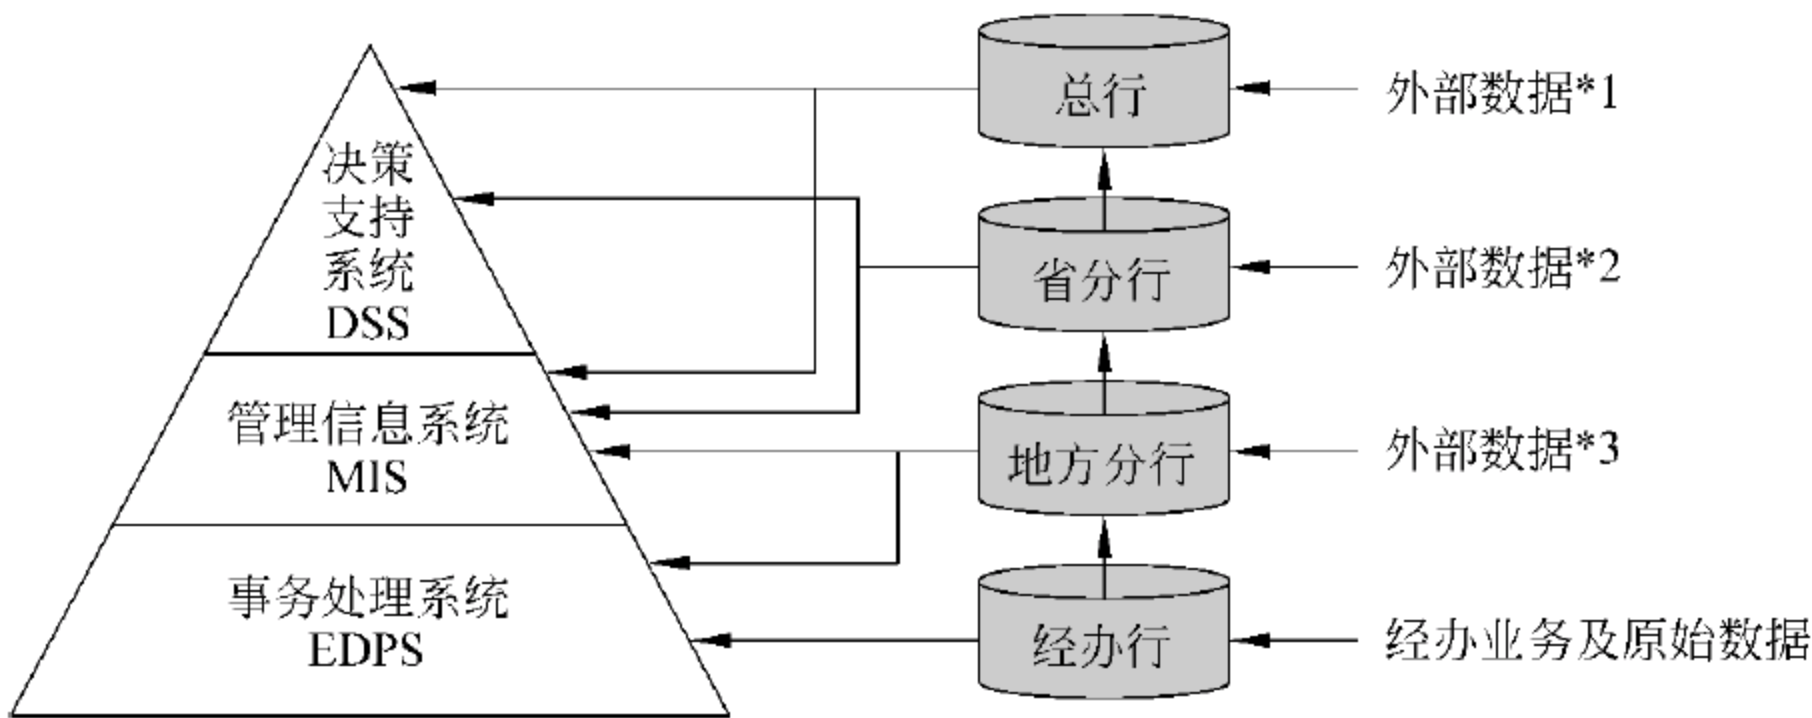 决策
支持
系统
DSS
管理信息系统
MIS
事务处理系统
EDPS
总行
省分行
地方分行
经办行
外部数据*1
外部数据*2
外部数据*3
经办业务及原始数据